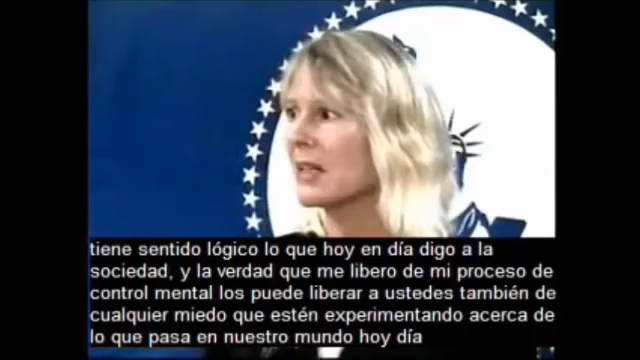 tiene sentido lógico lo que hoy en día digo a la
sociedad, y la verdad que me libero de mi proceso de
control mental los puede liberar a ustedes también de
cualquier miedo que estén experimentando acerca de
lo que pasa en nuestro mundo hoy día